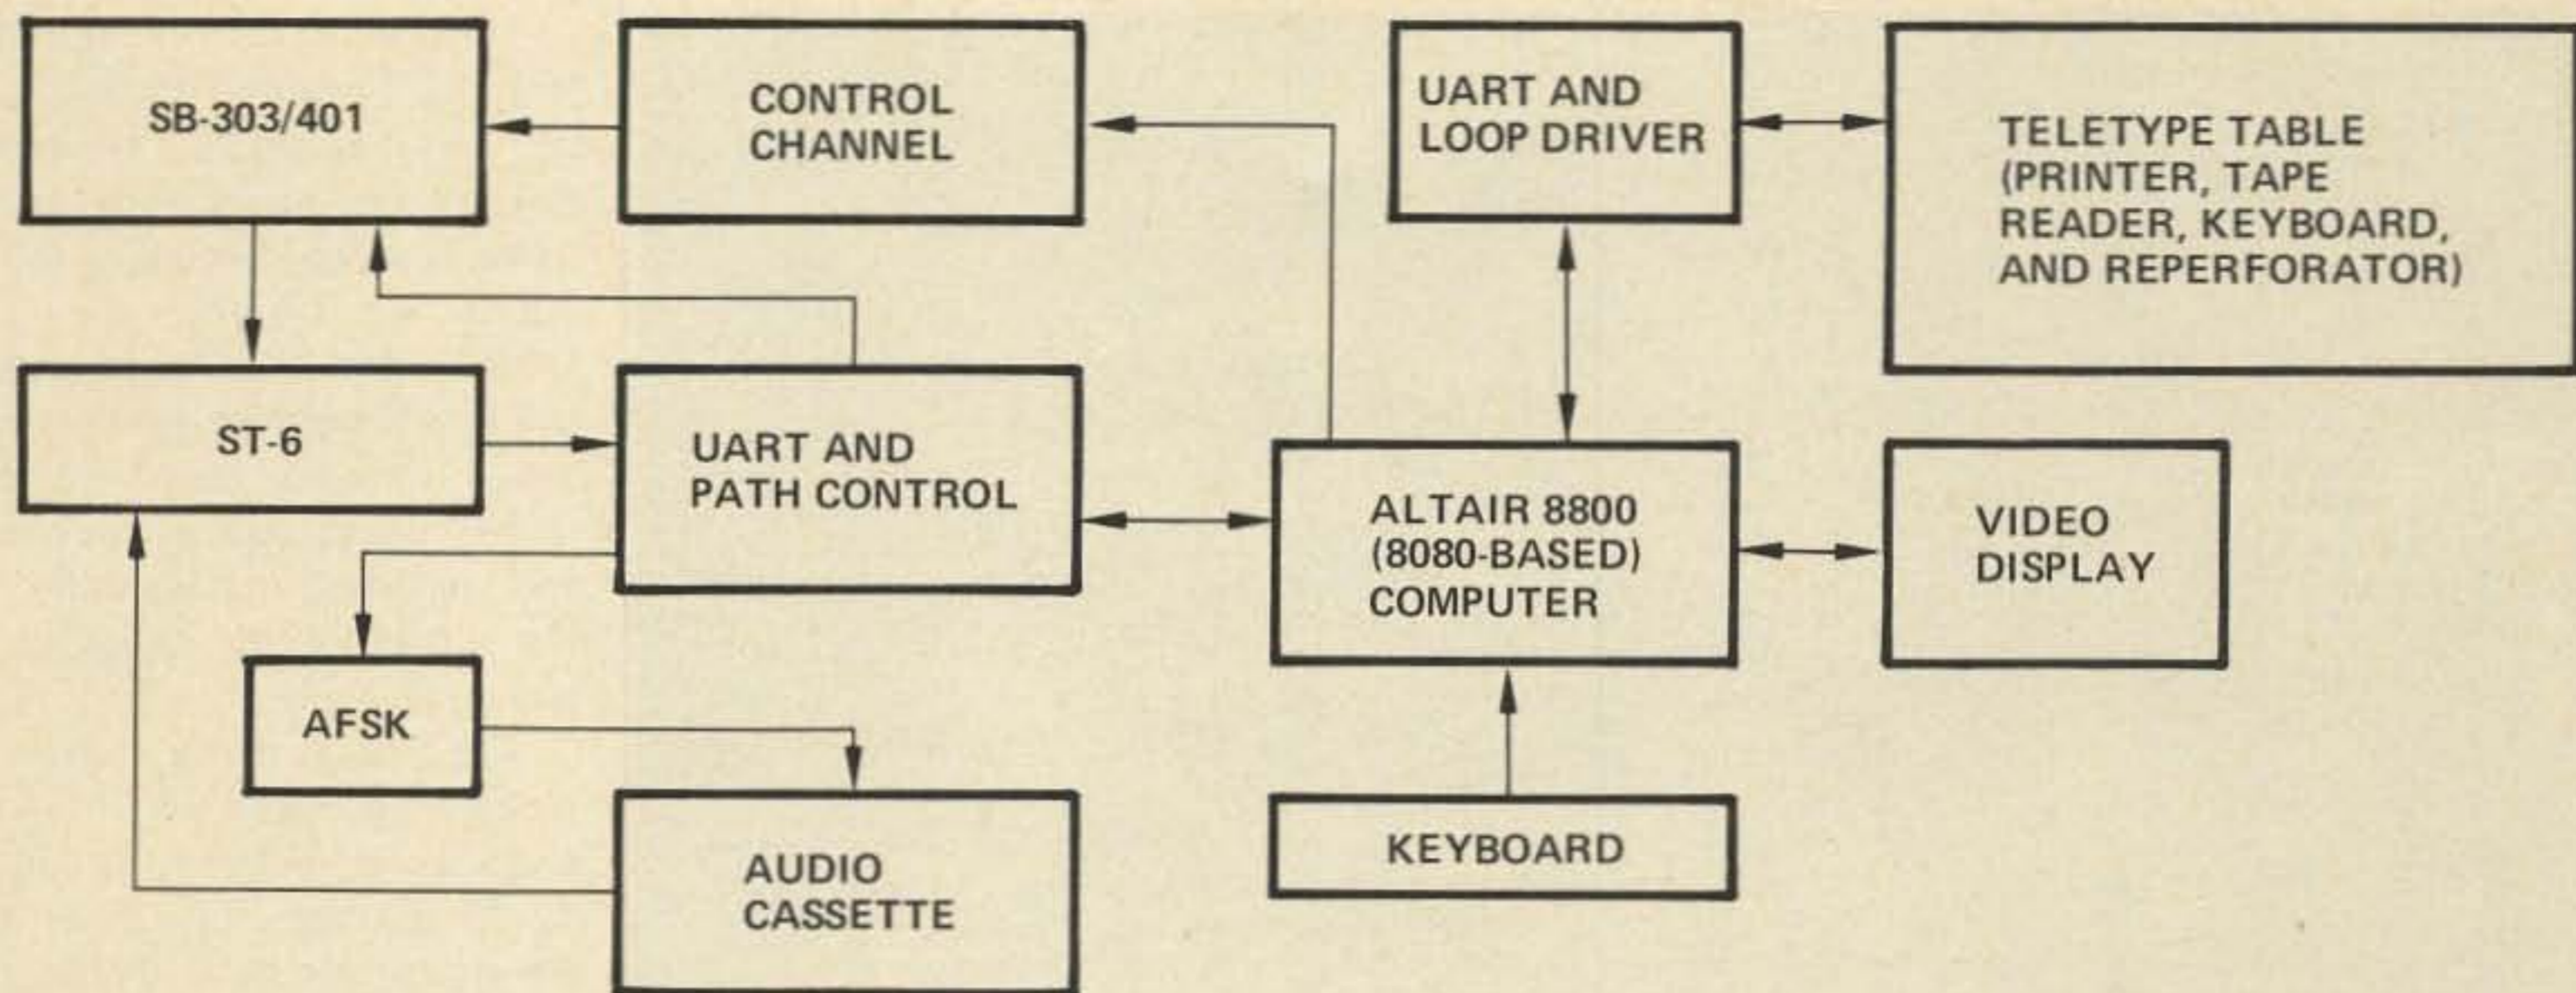 SB-303/401
CONTROL
CHANNEL
UART AND
LOOP DRIVER
TELETYPE TABLE
(PRINTER, TAPE
READER, KEYBOARD,
AND REPERFORATOR)
ST-6
UART AND
PATH CONTROL
ALTAIR 8800
(8080-BASED)
COMPUTER
VIDEO
DISPLAY
AFSK
AUDIO
CASSETTE
KEYBOARD